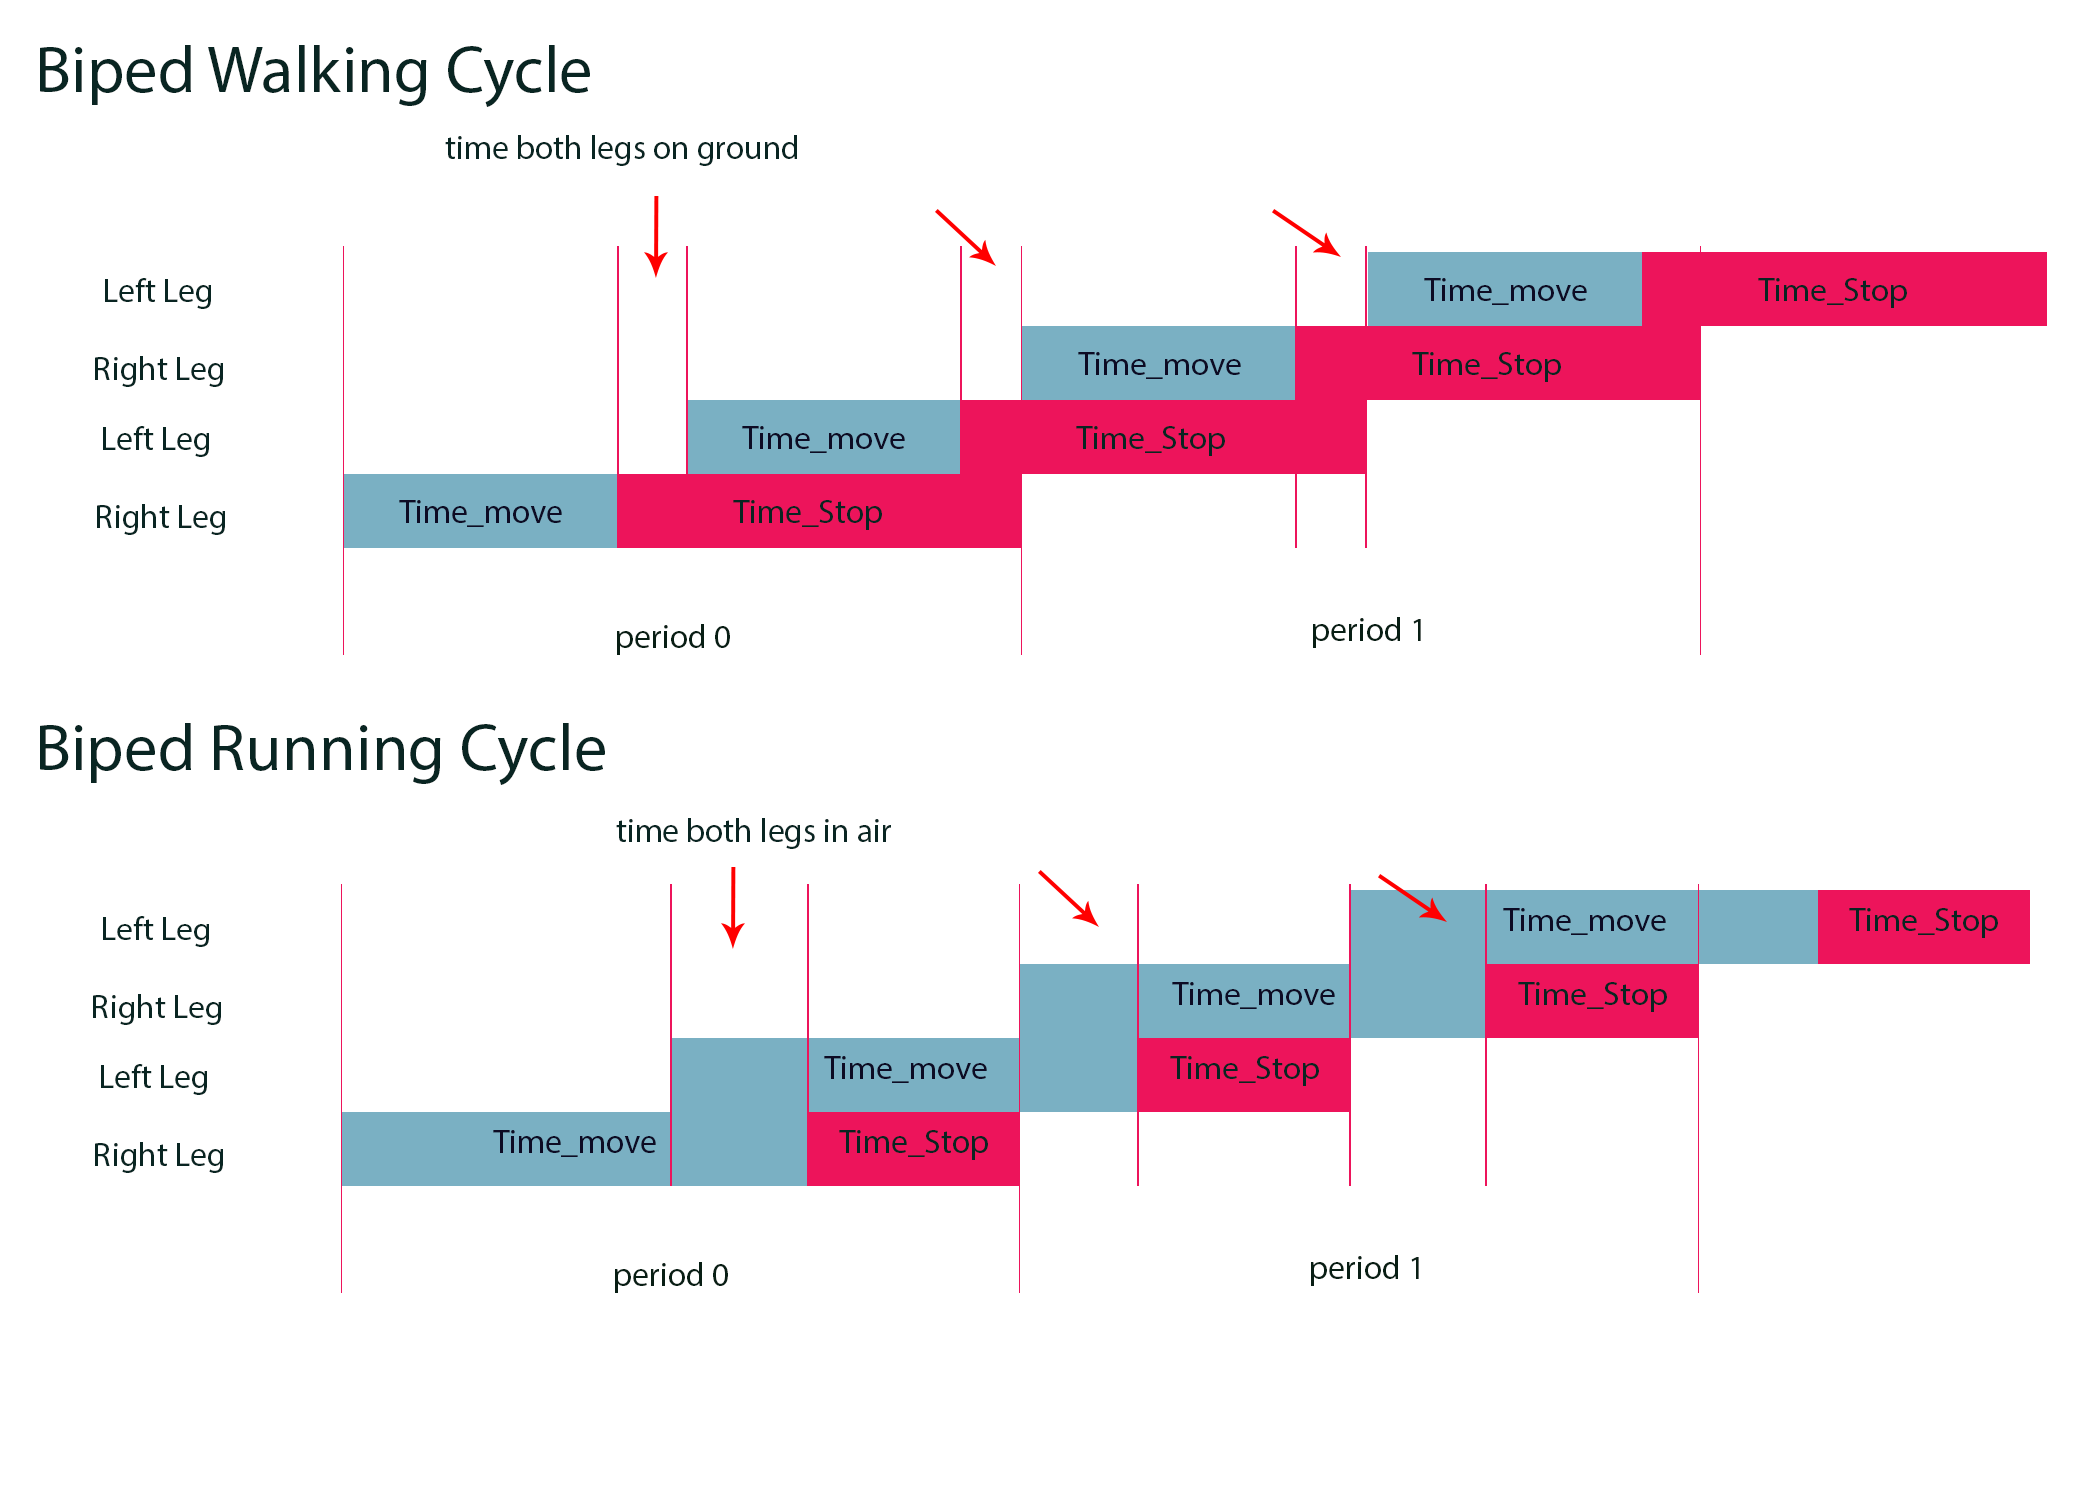 Biped Walking Cycle
time both legs on ground
Left Leg
Time_move
Time_Stop
Right Leg
Time_move
Time_Stop
Left Leg
Time_move
Time_Stop
Right Leg
Time_move
Time_Stop
period 0
period 1
Biped Running Cycle
time both legs in air
Left Leg
Time_move
Time_Stop
Right Leg
Time_move
Time_Stop
Left Leg
Time_move
Time_Stop
Right Leg
Time_move
Time_Stop
period 0
period 1